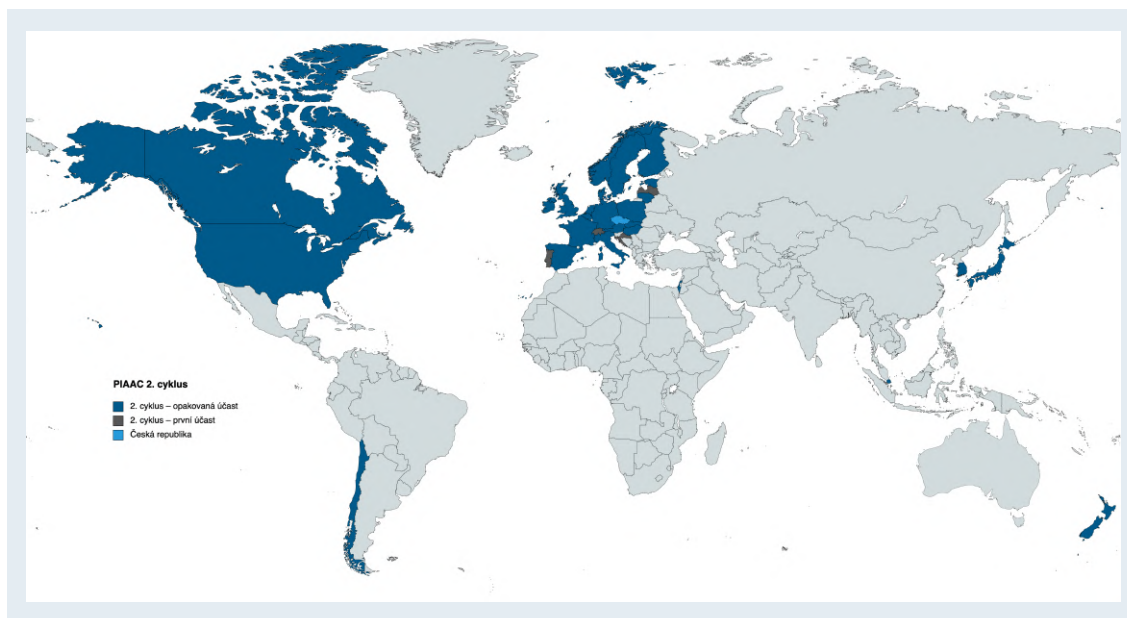 PIAAC 2. cyklus
2. cyklus – opakovaná účast
2. cyklus – první účast
Česká republika